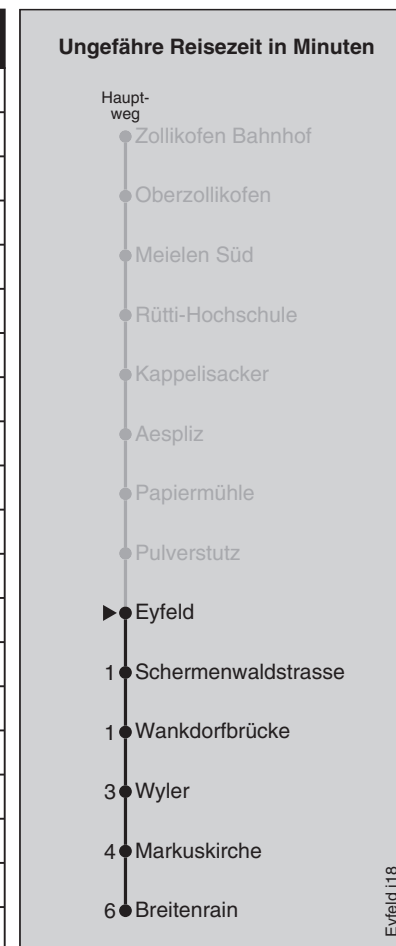 Ungefähre Reisezeit in Minuten
Haupt-
weg
Zollikofen Bahnhof
Oberzollikofen
Meielen Süd
Rütti-Hochschule
Kappelisacker
Aespliz
Papiermühle
Pulverstutz
Eyfeld
1 Schermenwaldstrasse
1 Wankdorfbrücke
3 Wyler
4 Markuskirche
6 Breitenrain
Eyfeld i18